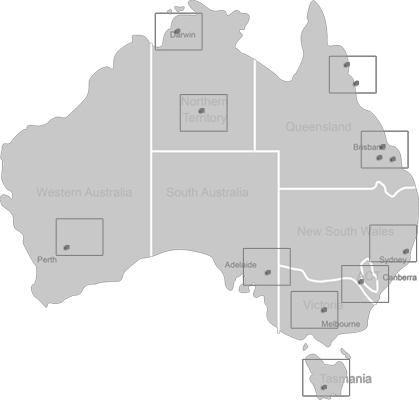 Darwin
Northern
Territory
Queensland
Brisbane
Western Australia
South Australia
New South Wales
Perth
Sydney
Adelaide
ACT
Canberra
Victoria
Melbourne
Tasmania